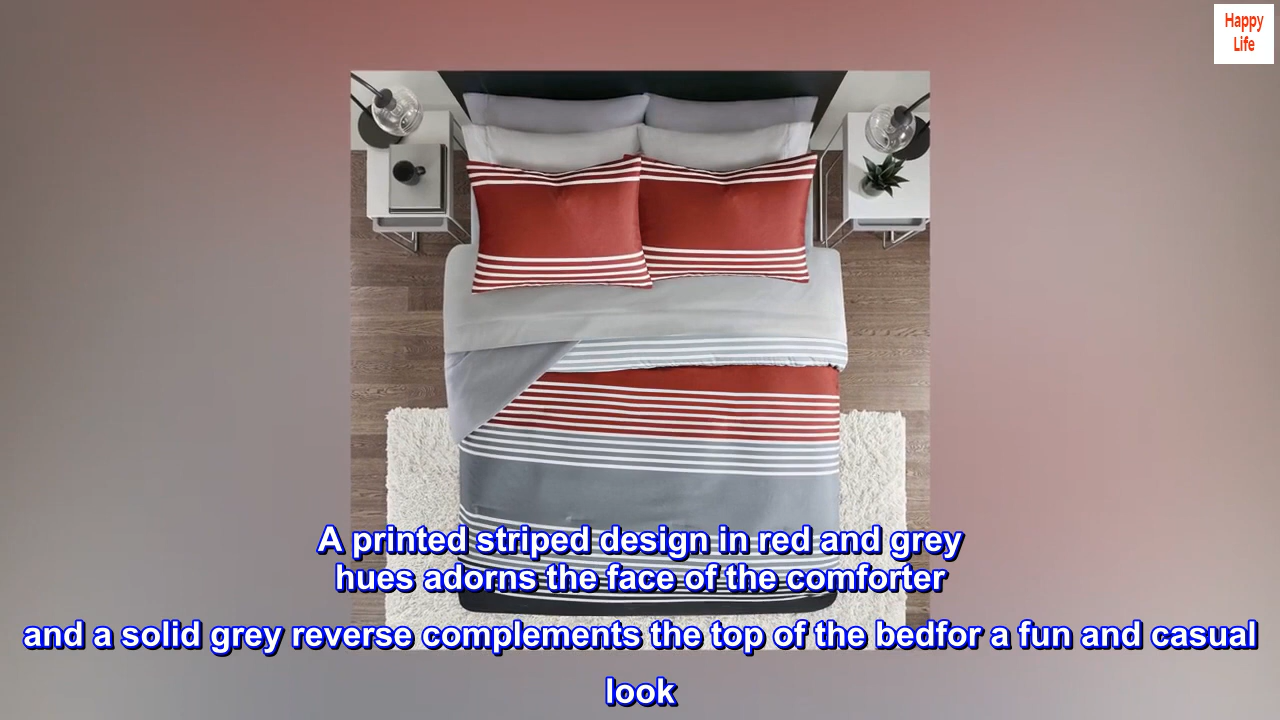 Happy
Life
A printed striped design in red and grey
hues adorns the face of the comforter
and a solid grey reverse complements the top of the bedfor a fun and casual
look